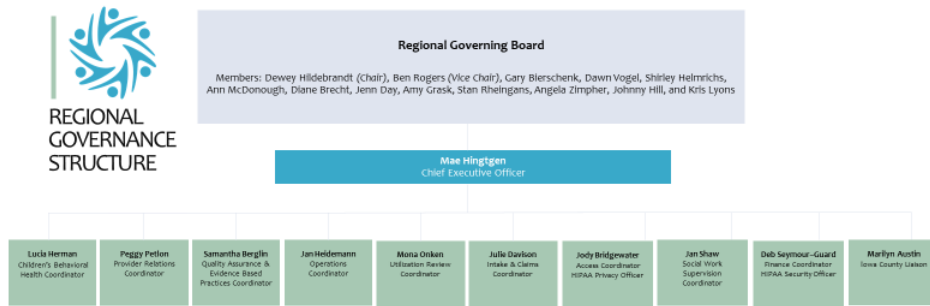 REGIONAL
GOVERNANCE
STRUCTURE
Regional Governing Board
Members: Dewey Hildebrandt (Chair), Ben Rogers (Vice Chair), Gary Bierschenk, Dawn Vogel, Shirley Helmrichs,
Ann McDonough, Diane Brecht, Jenn Day, Amy Grask, Stan Rheingans, Angela Zimpher, Johnny Hill, and Kris Lyons
Mae Hingtgen
Chief Executive Officer
Lucia Herman
Children's Behavioral
Health Coordinator
Peggy Petlon
Provider Relations
Coordinator
Samantha Berglin
Quality Assurance &
Evidence Based
Practices Coordinator
Jan Heidemann
Operations
Coordinator
Mona Onken
Utilization Review
Coordinator
Julie Davison
Intake & Claims
Coordinator
Jody Bridgewater
Access Coordinator
HIPAA Privacy Officer
Jan Shaw
Social Work
Supervision
Coordinator
Deb Seymour-Guard
Finance Coordinator
HIPAA Security Officer
Marilyn Austin
Iowa County Liaison